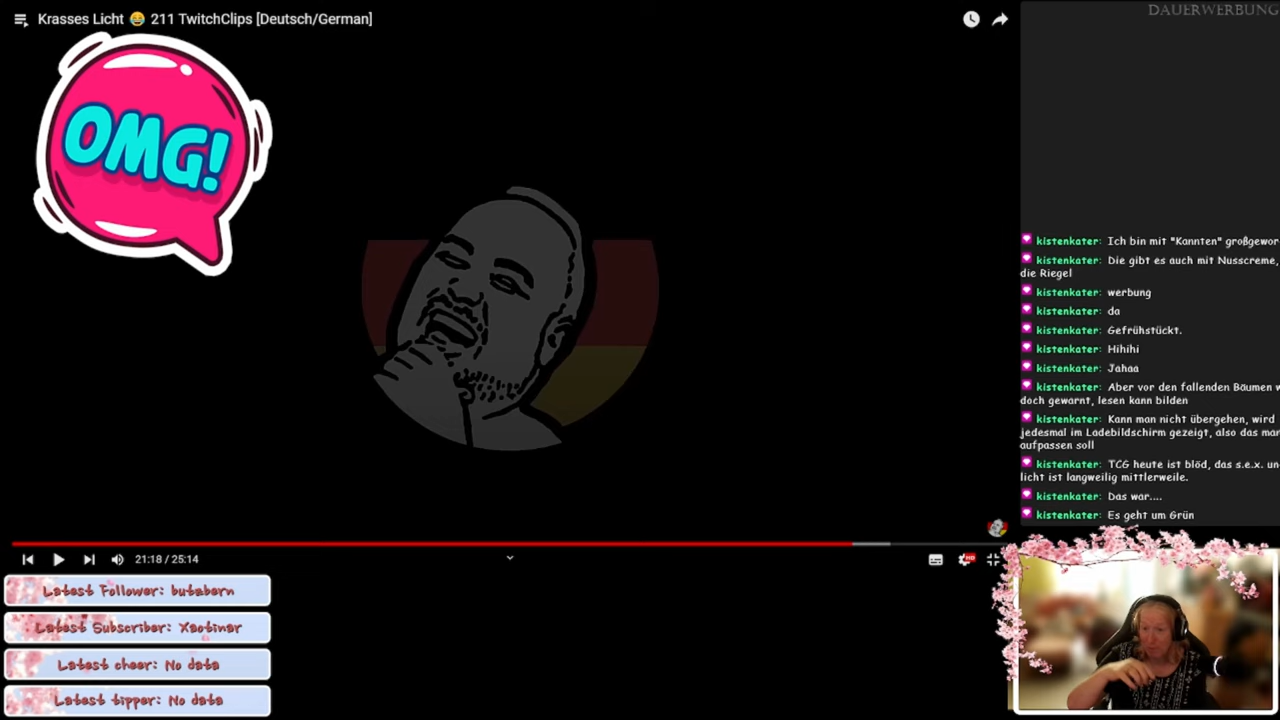 Krasses Licht 😂 211 TwitchClips [Deutsch/German]
DAUERWERBUNG
OMG!
kistenkater: Ich bin mit "Kannten" großgewor
kistenkater: Die gibt es auch mit Nusscreme,
die Riegel
kistenkater: werbung
kistenkater: da
kistenkater: Gefrühstückt.
kistenkater: Hihihi
kistenkater: Jahaa
kistenkater: Aber vor den fallenden Bäumen w
doch gewarnt, lesen kann bilden
kistenkater: Kann man nicht übergehen, wird
jedesmal im Ladebildschirm gezeigt, also das man
aufpassen soll
kistenkater: TCG heute ist blöd, das s.e.x. un
licht ist langweilig mittlerweile.
kistenkater: Das war....
kistenkater: Es geht um Grün
21:18 / 25:14
HD
Latest Follower: butabern
Latest Subscriber: Xaotinar
Latest cheer: No data
Latest tipper: No data